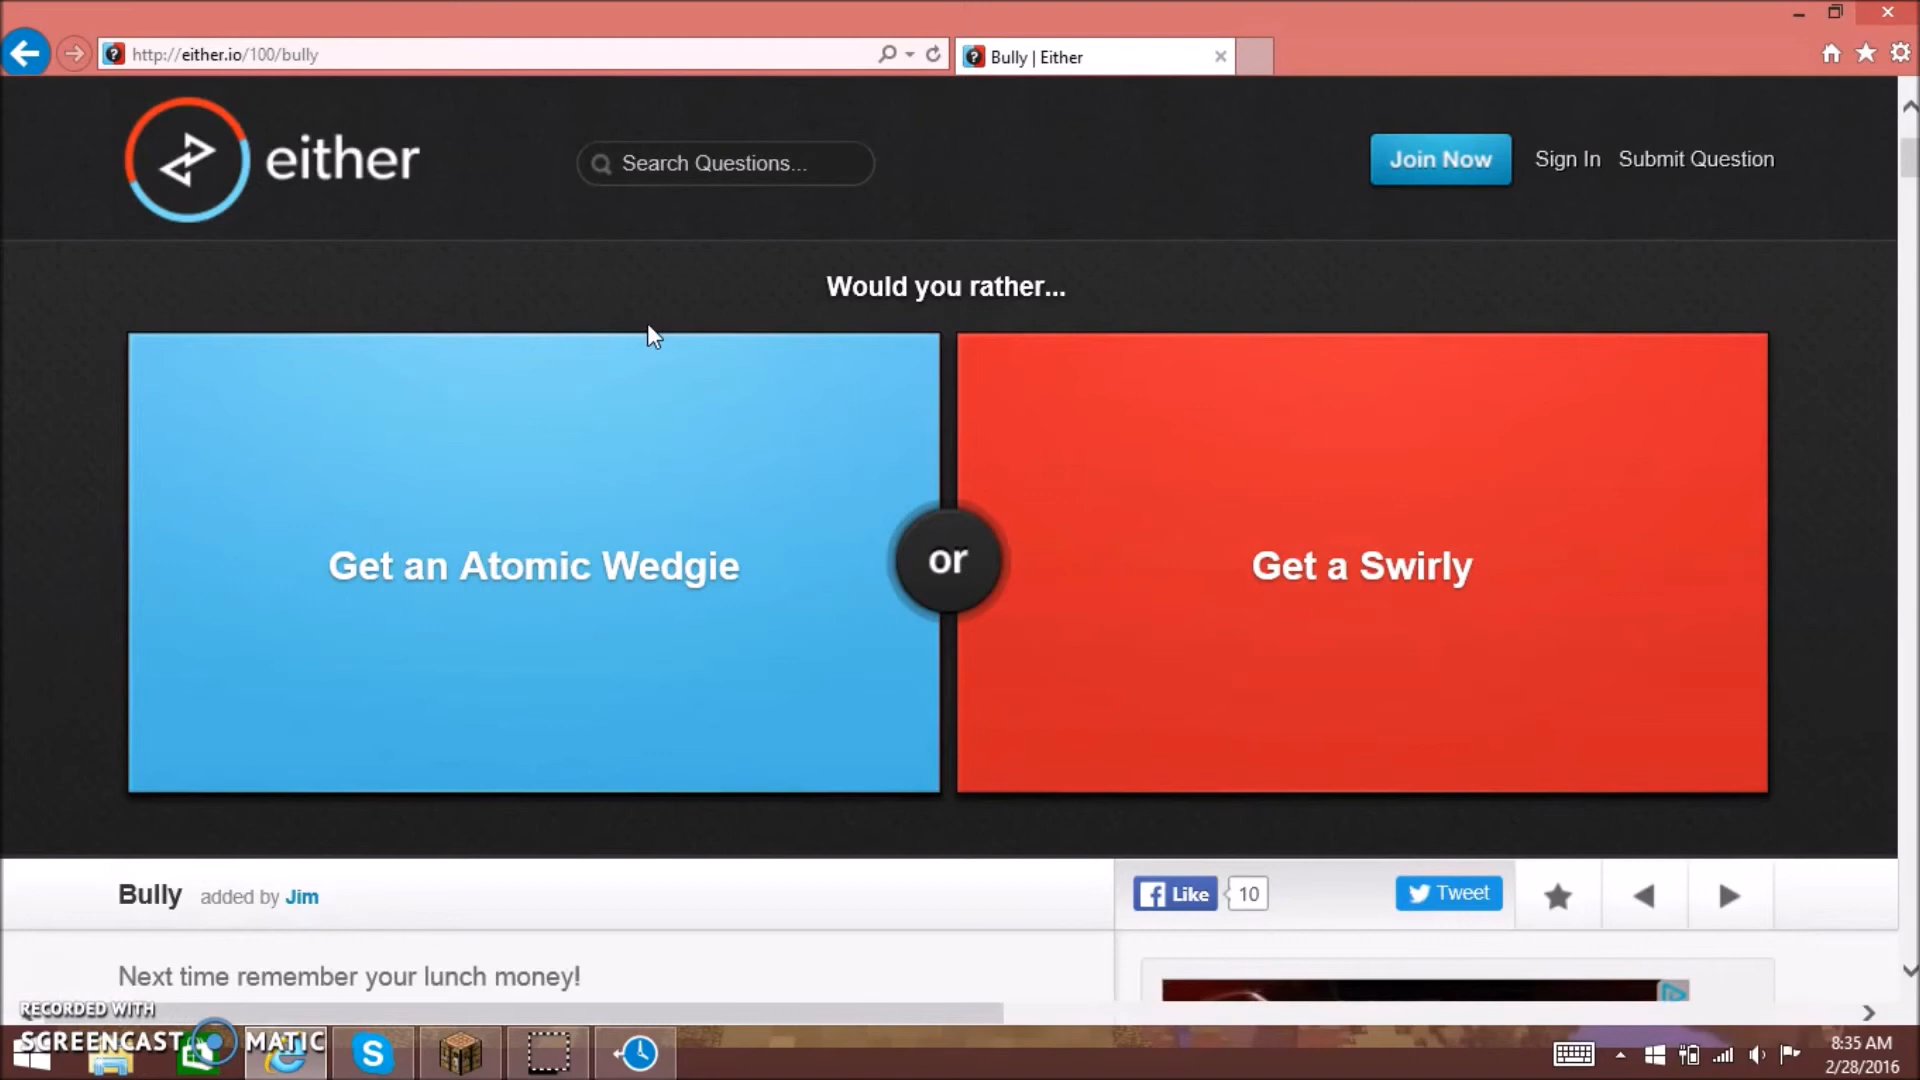 http://either.io/100/bully
Bully | Either
either
Search Questions...
Join Now
Sign In
Submit Question
Would you rather...
Get an Atomic Wedgie
or
Get a Swirly
Bully added by Jim
Like
10
Tweet
Next time remember your lunch money!
RECORDED WITH
SCREENCAST MATIC
8:35 AM
2/28/2016